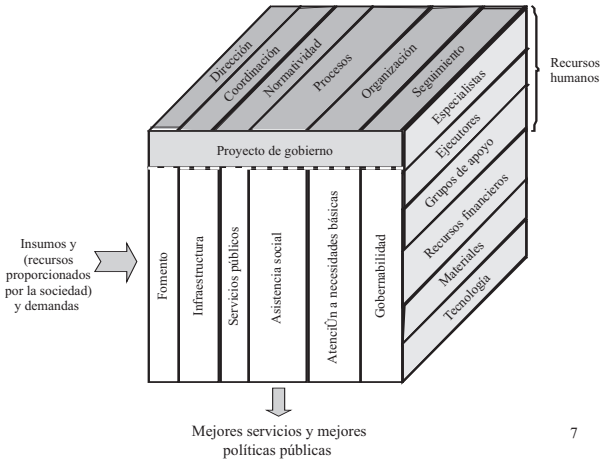 Dirección
Coordinación
Normatividad
Procesos
Organización
Seguimiento
Recursos
humanos
Especialistas
Ejecutores
Grupos de apoyo
Recursos financieros
Materiales
Tecnología
Proyecto de gobierno
Insumos y
(recursos
proporcionados
por la sociedad)
y demandas
Fomento
Infraestructura
Servicios públicos
Asistencia social
AtenciÚn a necesidades básicas
Gobernabilidad
Mejores servicios y mejores
políticas públicas
7